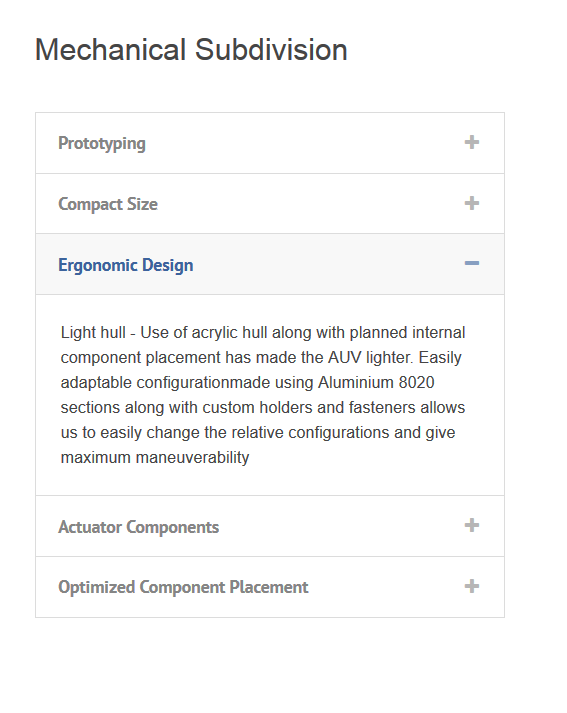 Mechanical Subdivision
Prototyping
Compact Size
Ergonomic Design
Light hull - Use of acrylic hull along with planned internal
component placement has made the AUV lighter. Easily
adaptable configurationmade using Aluminium 8020
sections along with custom holders and fasteners allows
us to easily change the relative configurations and give
maximum maneuverability
Actuator Components
Optimized Component Placement